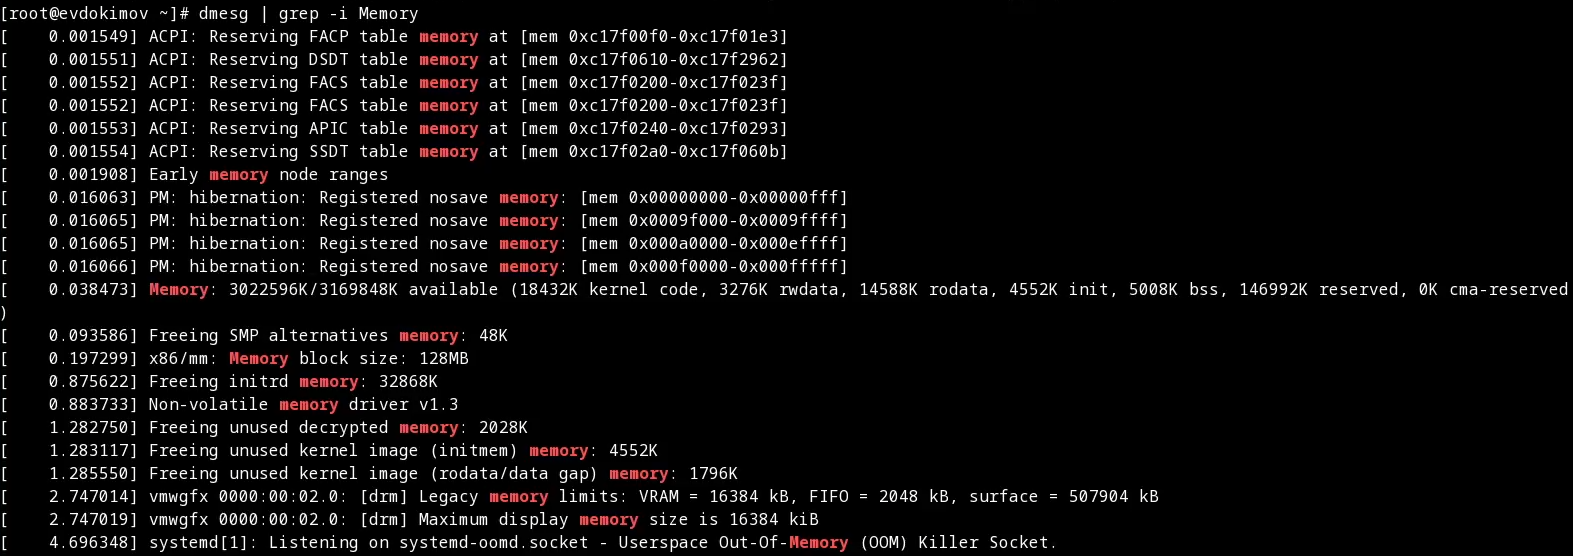 [root@evdokimov ~]# dmesg | grep -i Memory
[    0.001549] ACPI: Reserving FACP table memory at [mem 0xc17f00f0-0xc17f01e3]
[    0.001551] ACPI: Reserving DSDT table memory at [mem 0xc17f0610-0xc17f2962]
[    0.001552] ACPI: Reserving FACS table memory at [mem 0xc17f0200-0xc17f023f]
[    0.001552] ACPI: Reserving FACS table memory at [mem 0xc17f0200-0xc17f023f]
[    0.001553] ACPI: Reserving APIC table memory at [mem 0xc17f0240-0xc17f0293]
[    0.001554] ACPI: Reserving SSDT table memory at [mem 0xc17f02a0-0xc17f060b]
[    0.001908] Early memory node ranges
[    0.016063] PM: hibernation: Registered nosave memory: [mem 0x00000000-0x00000fff]
[    0.016065] PM: hibernation: Registered nosave memory: [mem 0x0009f000-0x0009ffff]
[    0.016065] PM: hibernation: Registered nosave memory: [mem 0x000a0000-0x000effff]
[    0.016066] PM: hibernation: Registered nosave memory: [mem 0x000f0000-0x000fffff]
[    0.038473] Memory: 3022596K/3169848K available (18432K kernel code, 3276K rwdata, 14588K rodata, 4552K init, 5008K bss, 146992K reserved, 0K cma-reserved
)
[    0.093586] Freeing SMP alternatives memory: 48K
[    0.197299] x86/mm: Memory block size: 128MB
[    0.875622] Freeing initrd memory: 32868K
[    0.883733] Non-volatile memory driver v1.3
[    1.282750] Freeing unused decrypted memory: 2028K
[    1.283117] Freeing unused kernel image (initmem) memory: 4552K
[    1.285550] Freeing unused kernel image (rodata/data gap) memory: 1796K
[    2.747014] vmwgfx 0000:00:02.0: [drm] Legacy memory limits: VRAM = 16384 kB, FIFO = 2048 kB, surface = 507904 kB
[    2.747019] vmwgfx 0000:00:02.0: [drm] Maximum display memory size is 16384 kiB
[    4.696348] systemd[1]: Listening on systemd-oomd.socket - Userspace Out-Of-Memory (OOM) Killer Socket.